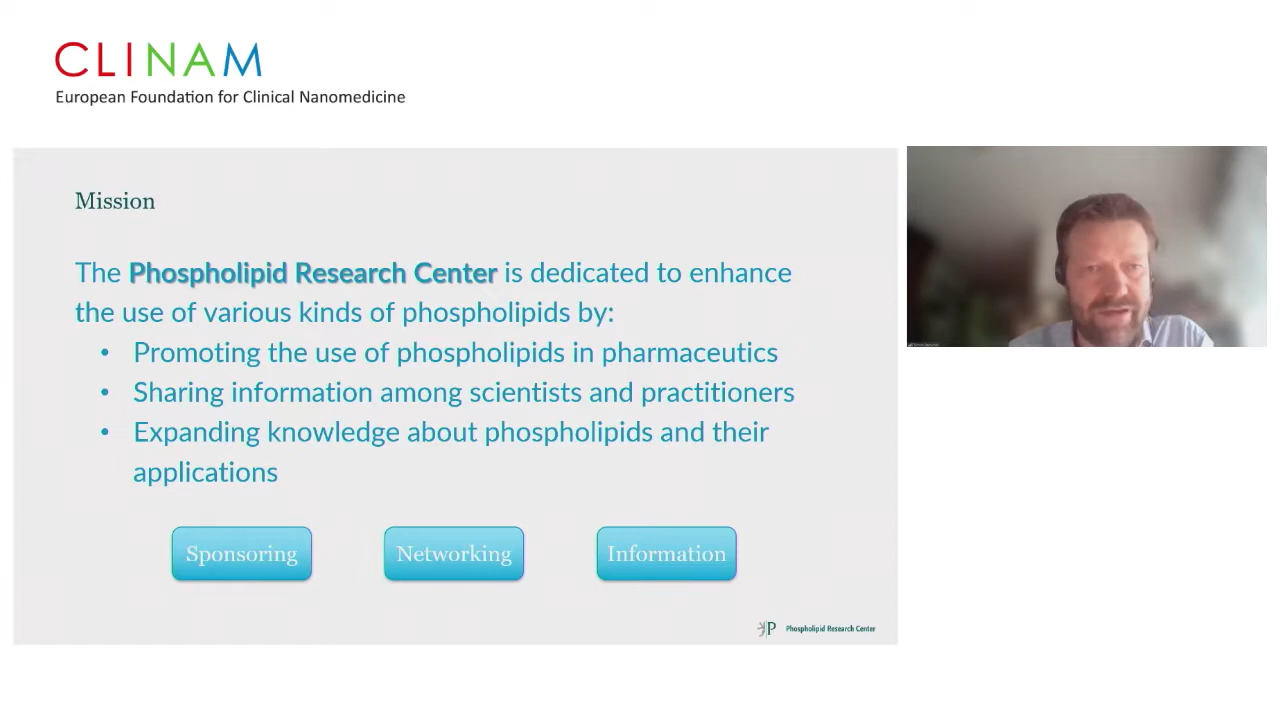 CLINAM
European Foundation for Clinical Nanomedicine
Mission
The Phospholipid Research Center is dedicated to enhance
the use of various kinds of phospholipids by:
• Promoting the use of phospholipids in pharmaceutics
• Sharing information among scientists and practitioners
• Expanding knowledge about phospholipids and their
applications
Sponsoring
Networking
Information
P Phospholipid Research Center